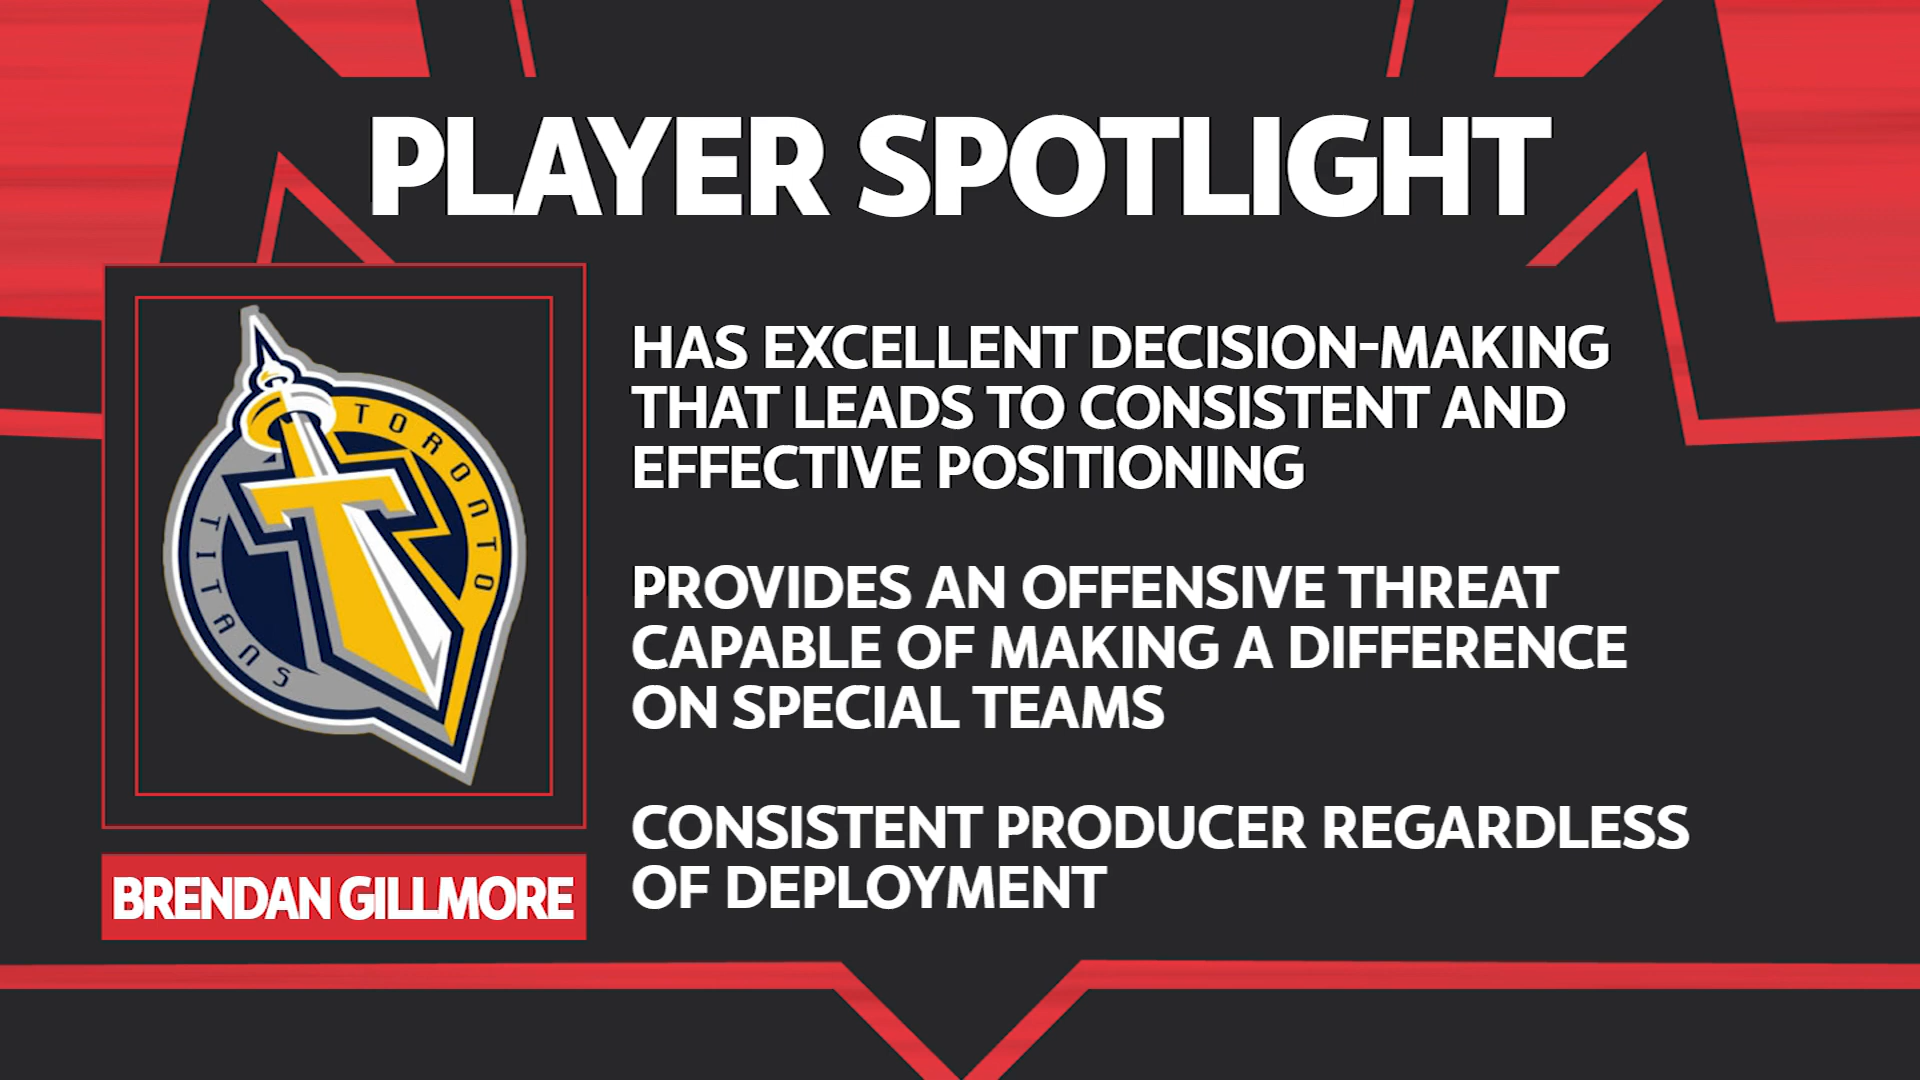 PLAYER SPOTLIGHT
TORONTO
TITANS
HAS EXCELLENT DECISION-MAKING
THAT LEADS TO CONSISTENT AND
EFFECTIVE POSITIONING
PROVIDES AN OFFENSIVE THREAT
CAPABLE OF MAKING A DIFFERENCE
ON SPECIAL TEAMS
CONSISTENT PRODUCER REGARDLESS
OF DEPLOYMENT
BRENDAN GILLMORE